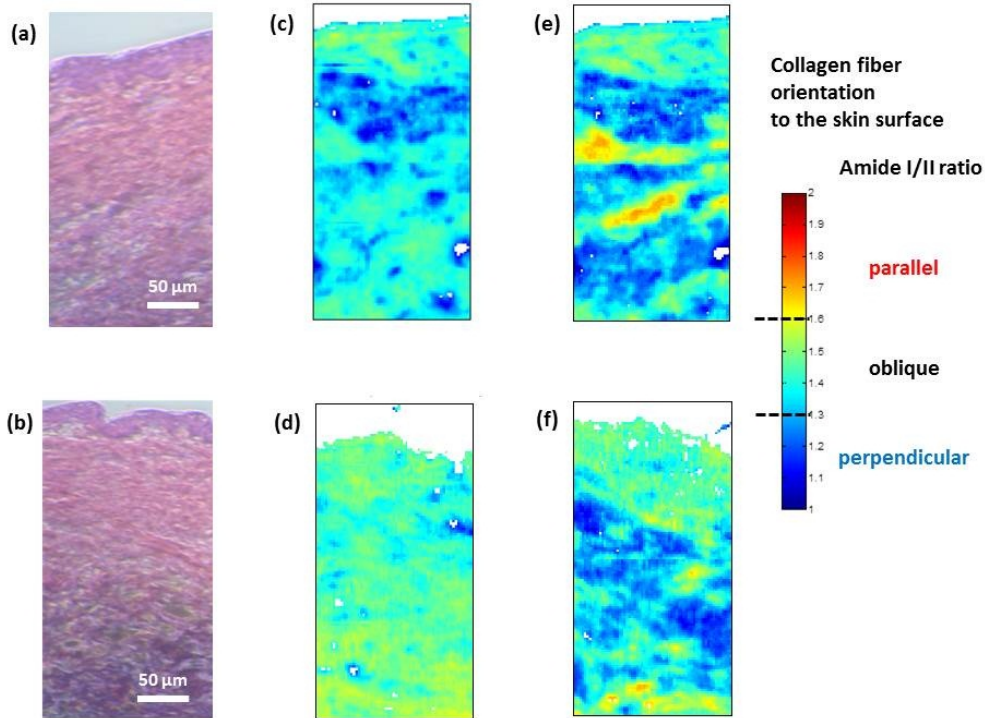 (a)
(c)
(e)
Collagen fiber
orientation
to the skin surface
Amide I/II ratio
2
1.9
1.8
1.7
1.6
1.5
1.4
1.3
1.2
1.1
1
parallel
oblique
perpendicular
50 µm
(b)
(d)
(f)
50 µm